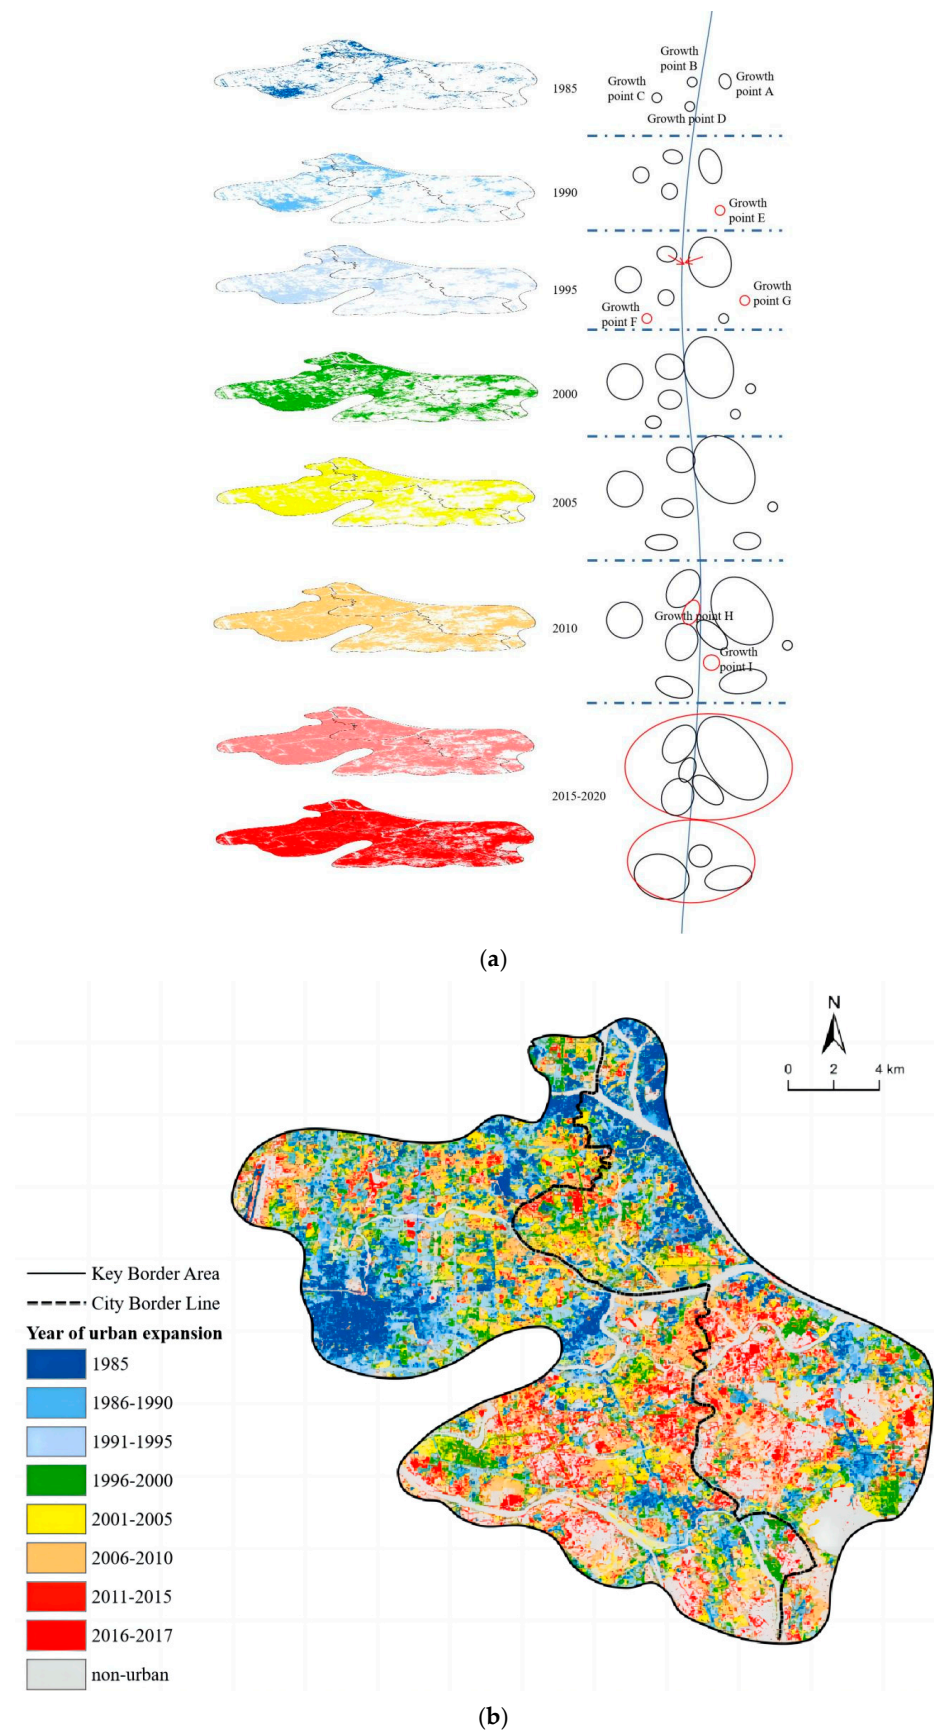 Growth
point B
Growth
point A
Growth
point C
1985
Growth point D
1990
Growth
point E
Growth
point G
1995
Growth
point F
2000
2005
Growth point H
2010
Growth
point I
2015-2020
(a)
N
0 2 4 km
Key Border Area
City Border Line
Year of urban expansion
1985
1986-1990
1991-1995
1996-2000
2001-2005
2006-2010
2011-2015
2016-2017
non-urban
(b)